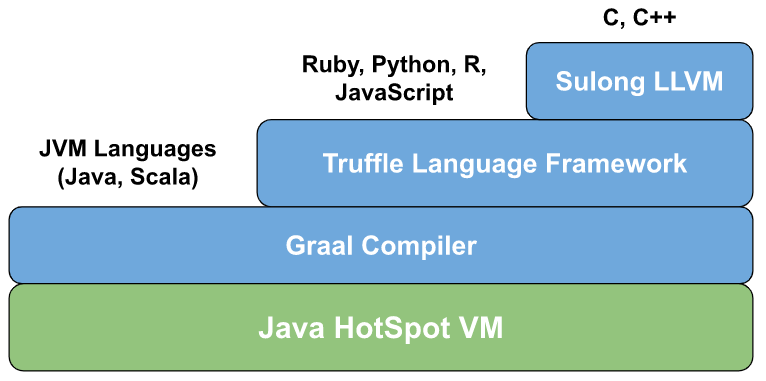 C, C++
Sulong LLVM
Ruby, Python, R,
JavaScript
Truffle Language Framework
JVM Languages
(Java, Scala)
Graal Compiler
Java HotSpot VM